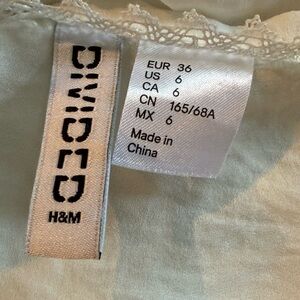 DIVIDED
H&M
EUR 36
US 6
CA 6
CN 165/68A
MX 6
Made in
China